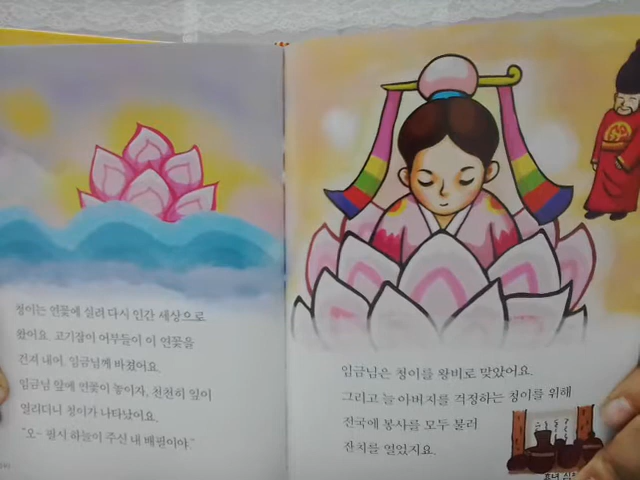 청이는 연꽃에 실려 다시 인간 세상으로
왔어요. 고기잡이 어부들이 이 연꽃을
건져 내어, 임금님께 바쳤어요.
임금님 앞에 연꽃이 놓이자, 천천히 잎이
열리더니 청이가 나타났어요.
"오~ 필시 하늘이 주신 내 배필이야."
임금님은 청이를 왕비로 맞았어요.
그리고 늘 아버지를 걱정하는 청이를 위해
전국에 봉사를 모두 불러
잔치를 열었지요.